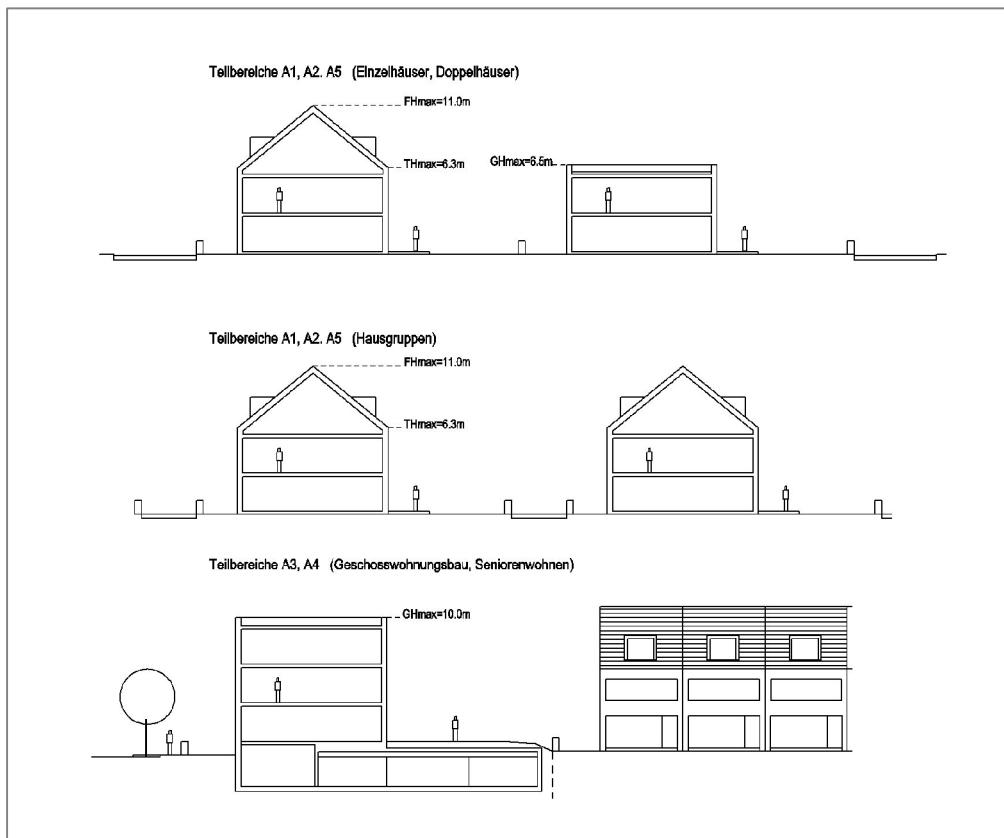 Teilbereiche A1, A2. A5 (Einzelhäuser, Doppelhäuser)
FHmax=11.0m
THmax=6.3m
GHmax=6.5m
Teilbereiche A1, A2. A5 (Hausgruppen)
FHmax=11.0m
THmax=6.3m
Teilbereiche A3, A4 (Geschosswohnungsbau, Seniorenwohnen)
GHmax=10.0m